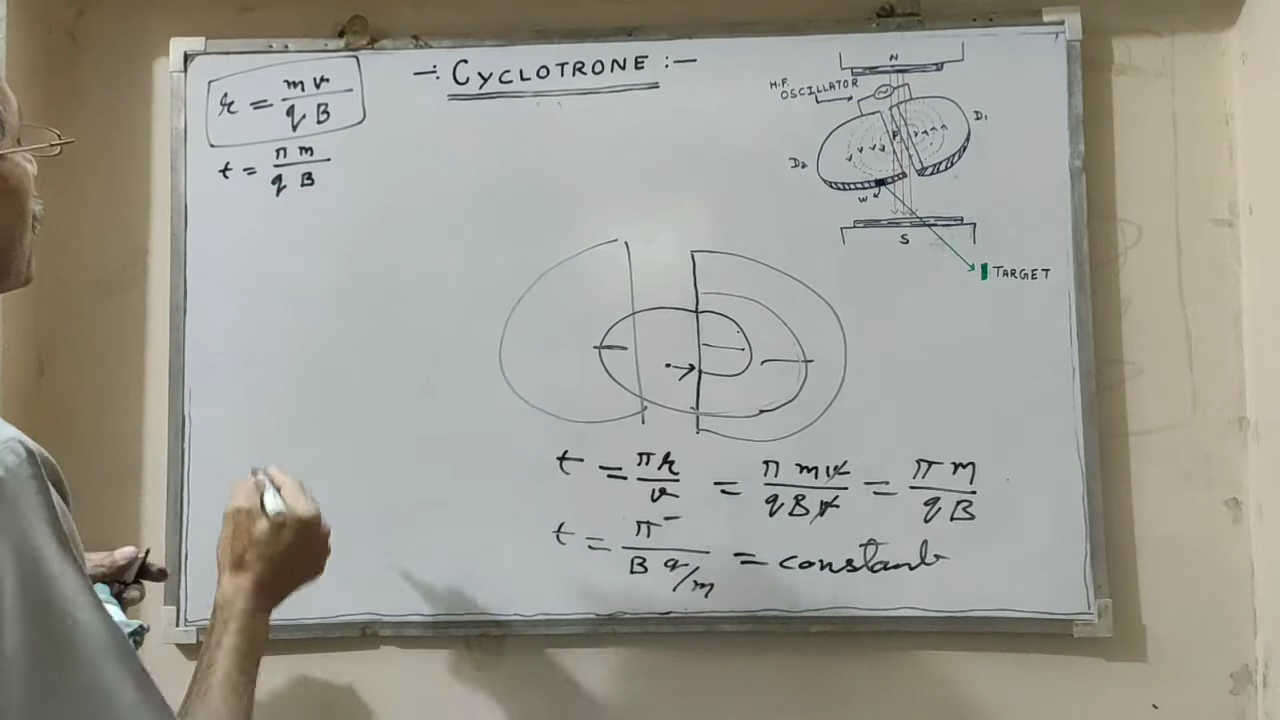 -: CYCLOTRONE :-
r = mv/qB
t = πm/qB
N
H.F. OSCILLATOR
D₁
D₂
W
S
TARGET
t = πr/v = πmv/qBv = πm/qB
t = π/B q/m = constant